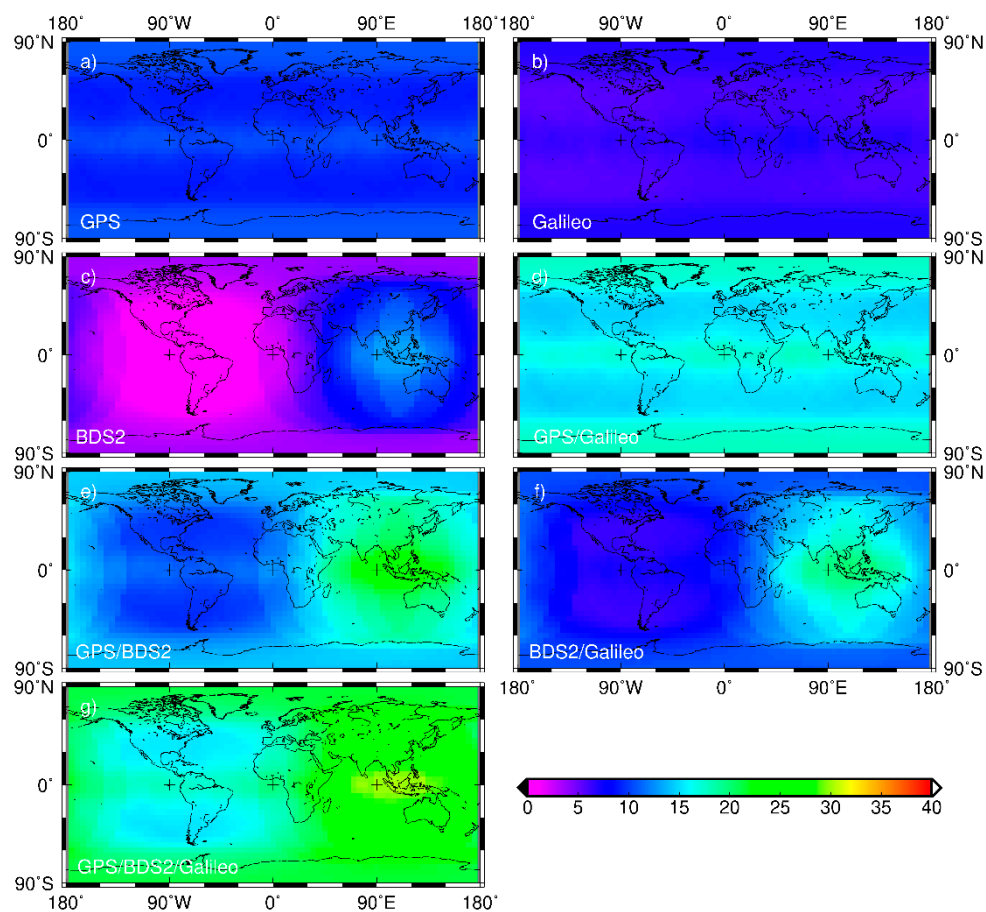 180˚ 90˚W 0˚ 90˚E 180˚ 180˚ 90˚W 0˚ 90˚E 180˚
90˚N a) b) 90˚N
0˚ 0˚
GPS Galileo
90˚S 90˚S
90˚N c) d) 90˚N
0˚ 0˚
BDS2 GPS/Galileo
90˚S 90˚S
90˚N e) f) 90˚N
0˚ 0˚
GPS/BDS2 BDS2/Galileo
90˚S 90˚S
180˚ 90˚W 0˚ 90˚E 180˚
90˚N g)
0˚
0 5 10 15 20 25 30 35 40
GPS/BDS2/Galileo
90˚S
180˚ 90˚W 0˚ 90˚E 180˚